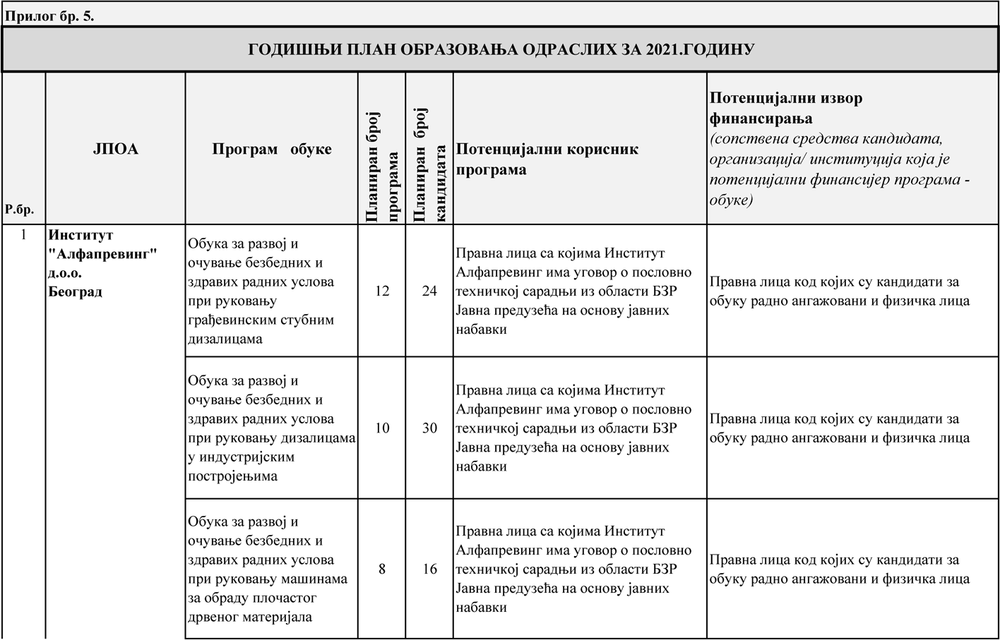 Прилог бр. 5.
ГОДИШЊИ ПЛАН ОБРАЗОВАЊА ОДРАСЛИХ ЗА 2021.ГОДИНУ
Р.бр.
ЈПОА
Програм обуке
Планиран број
програма
Планиран број
кандидата
Потенцијални корисник
програма
Потенцијални извор
финансирања
(сопствена средства кандидата,
организација/ институција која је
потенцијални финансијер програма -
обуке)
1
Институт
"Алфапревинг"
д.о.о.
Београд
Обука за развој и
очување безбедних и
здравих радних услова
при руковању
грађевинским стубним
дизалицама
12
24
Правна лица са којима Институт
Алфапревинг има уговор о пословно
техничкој сарадњи из области БЗР
Јавна предузећа на основу јавних
набавки
Правна лица код којих су кандидати за
обуку радно ангажовани и физичка лица
Обука за развој и
очување безбедних и
здравих радних услова
при руковању дизалицама
у индустријским
постројењима
10
30
Правна лица са којима Институт
Алфапревинг има уговор о пословно
техничкој сарадњи из области БЗР
Јавна предузећа на основу јавних
набавки
Правна лица код којих су кандидати за
обуку радно ангажовани и физичка лица
Обука за развој и
очување безбедних и
здравих радних услова
при руковању машинама
за обраду плочастог
дрвеног материјала
8
16
Правна лица са којима Институт
Алфапревинг има уговор о пословно
техничкој сарадњи из области БЗР
Јавна предузећа на основу јавних
набавки
Правна лица код којих су кандидати за
обуку радно ангажовани и физичка лица